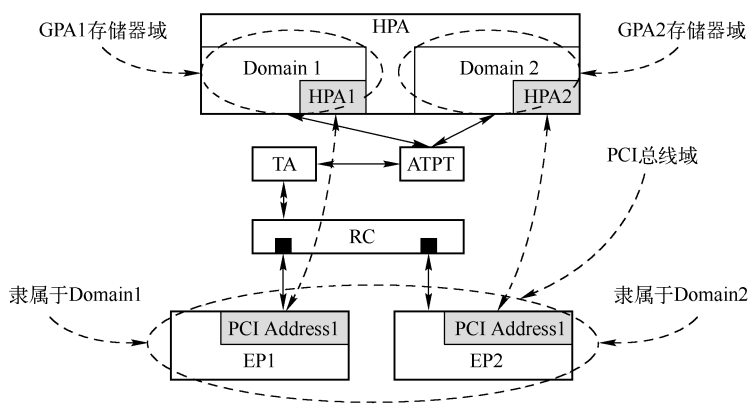 HPA
GPA1存储器域
GPA2存储器域
Domain 1
Domain 2
HPA1
HPA2
TA
ATPT
PCI总线域
RC
隶属于Domain1
隶属于Domain2
PCI Address1
PCI Address1
EP1
EP2